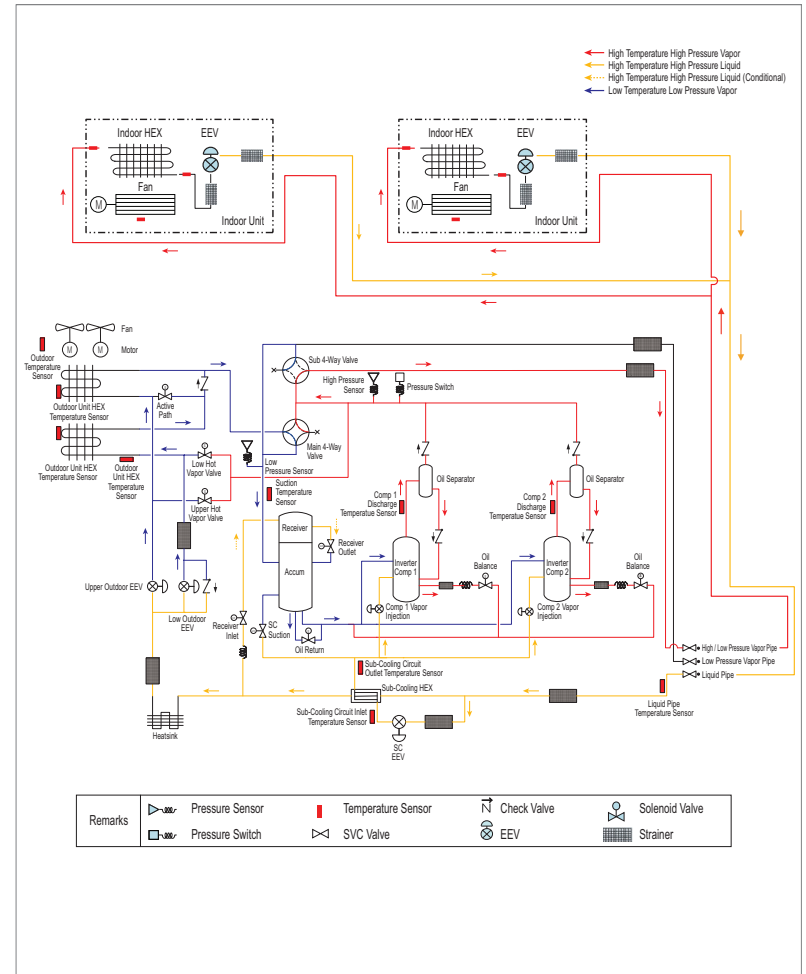 High Temperature High Pressure Vapor
High Temperature High Pressure Liquid
High Temperature High Pressure Liquid (Conditional)
Low Temperature Low Pressure Vapor
Indoor HEX
EEV
Fan
M
Indoor Unit
Indoor HEX
EEV
Fan
M
Indoor Unit
Fan
M
M
Motor
Outdoor
Temperature
Sensor
Outdoor Unit HEX
Temperature Sensor
Active
Path
Sub 4-Way Valve
High Pressure
Sensor
Pressure Switch
Main 4-Way
Valve
Outdoor Unit HEX
Temperature Sensor
Outdoor
Unit HEX
Temperature
Sensor
Low Hot
Vapor Valve
Upper Hot
Vapor Valve
Low
Pressure Sensor
Suction
Temperature
Sensor
Comp 1
Discharge
Temperatue Sensor
Oil Separator
Comp 2
Discharge
Temperatue Sensor
Oil Separator
Receiver
Accum
Receiver
Outlet
Inverter
Comp 1
Oil
Balance
Inverter
Comp 2
Oil
Balance
Upper Outdoor EEV
Low Outdoor
EEV
Receiver
Inlet
SC
Suction
Oil Return
Comp 1 Vapor
Injection
Comp 2 Vapor
Injection
High / Low Pressure Vapor Pipe
Low Pressure Vapor Pipe
Liquid Pipe
Sub-Cooling Circuit
Outlet Temperature Sensor
Sub-Cooling HEX
Sub-Cooling Circuit Inlet
Temperature Sensor
SC
EEV
Liquid Pipe
Temperature Sensor
Heatsink
Remarks
Pressure Sensor
Temperature Sensor
Check Valve
Solenoid Valve
Pressure Switch
SVC Valve
EEV
Strainer